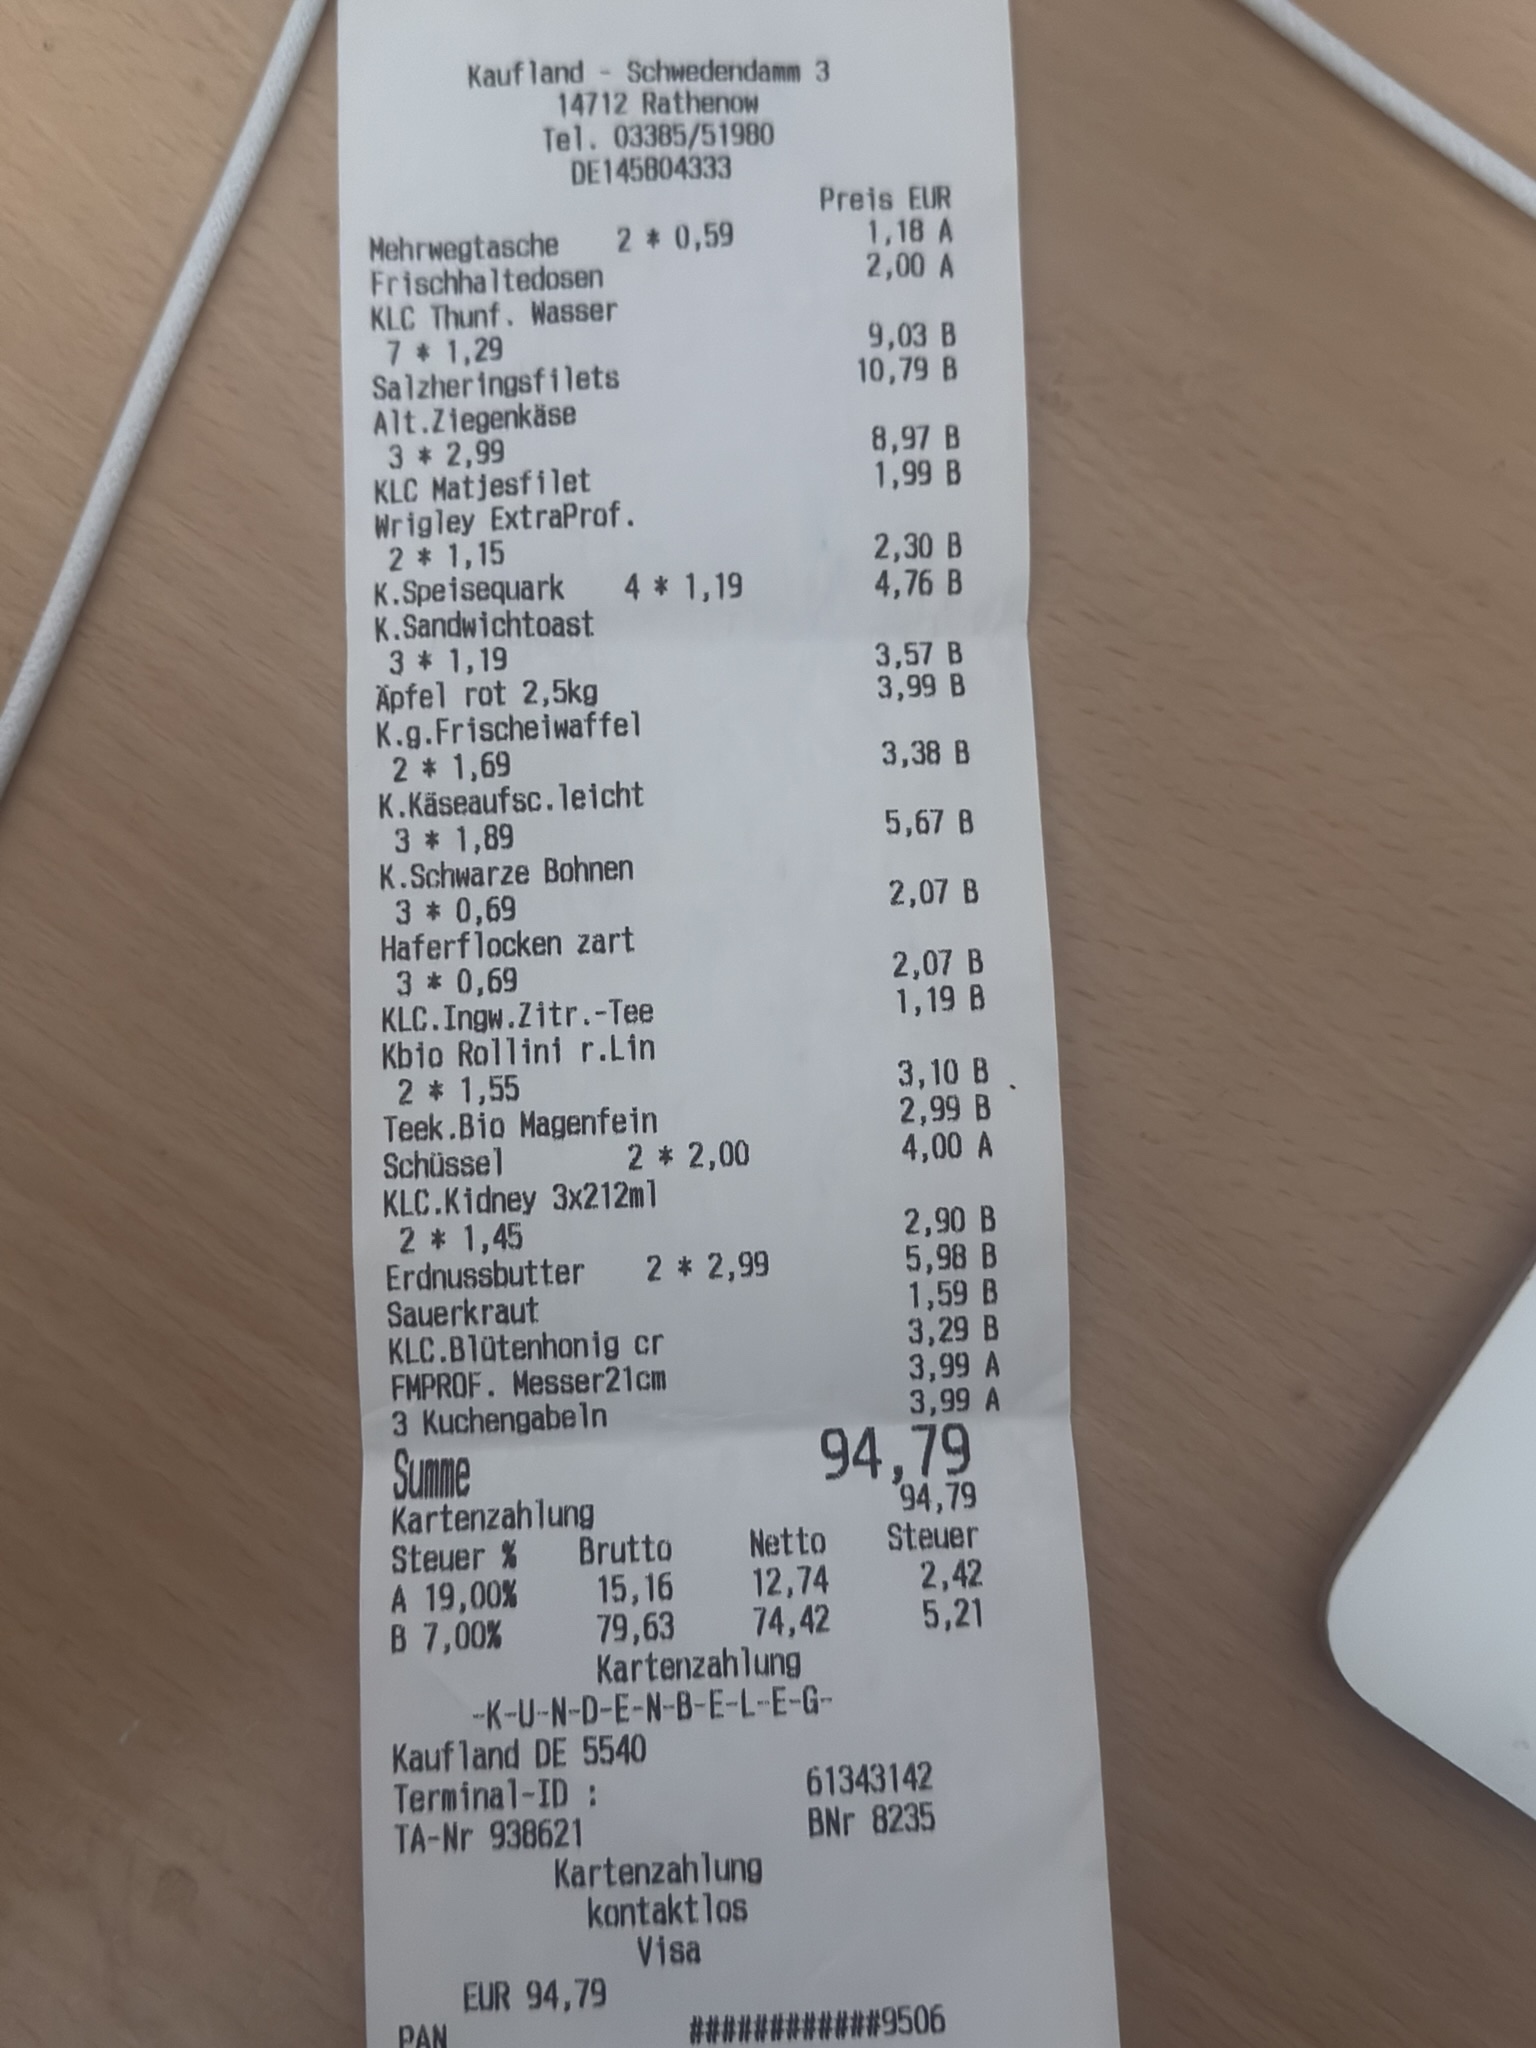 Kaufland - Schwedendamm 3
14712 Rathenow
Tel. 03385/51980
DE145804333
Preis EUR
Mehrwegtasche 2 * 0,59 1,18 A
Frischhaltedosen 2,00 A
KLC Thunf. Wasser
7 * 1,29 9,03 B
Salzheringsfilets 10,79 B
Alt.Ziegenkäse
3 * 2,99 8,97 B
KLC Matjesfilet 1,99 B
Wrigley ExtraProf.
2 * 1,15 2,30 B
K.Speisequark 4 * 1,19 4,76 B
K.Sandwichtoast
3 * 1,19 3,57 B
Äpfel rot 2,5kg 3,99 B
K.g.Frischeiwaffel
2 * 1,69 3,38 B
K.Käseaufsc.leicht
3 * 1,89 5,67 B
K.Schwarze Bohnen
3 * 0,69 2,07 B
Haferflocken zart
3 * 0,69 2,07 B
KLC.Ingw.Zitr.-Tee 1,19 B
Kbio Rollini r.Lin
2 * 1,55 3,10 B
Teek.Bio Magenfein 2,99 B
Schüssel 2 * 2,00 4,00 A
KLC.Kidney 3x212ml
2 * 1,45 2,90 B
Erdnussbutter 2 * 2,99 5,98 B
Sauerkraut 1,59 B
KLC.Blütenhonig cr 3,29 B
FMPROF. Messer21cm 3,99 A
3 Kuchengabeln 3,99 A
Summe 94,79
Kartenzahlung 94,79
Steuer % Brutto Netto Steuer
A 19,00% 15,16 12,74 2,42
B 7,00% 79,63 74,42 5,21
Kartenzahlung
-K-U-N-D-E-N-B-E-L-E-G-
Kaufland DE 5540
Terminal-ID : 61343142
TA-Nr 938621 BNr 8235
Kartenzahlung
kontaktlos
Visa
EUR 94,79
PAN ############9506